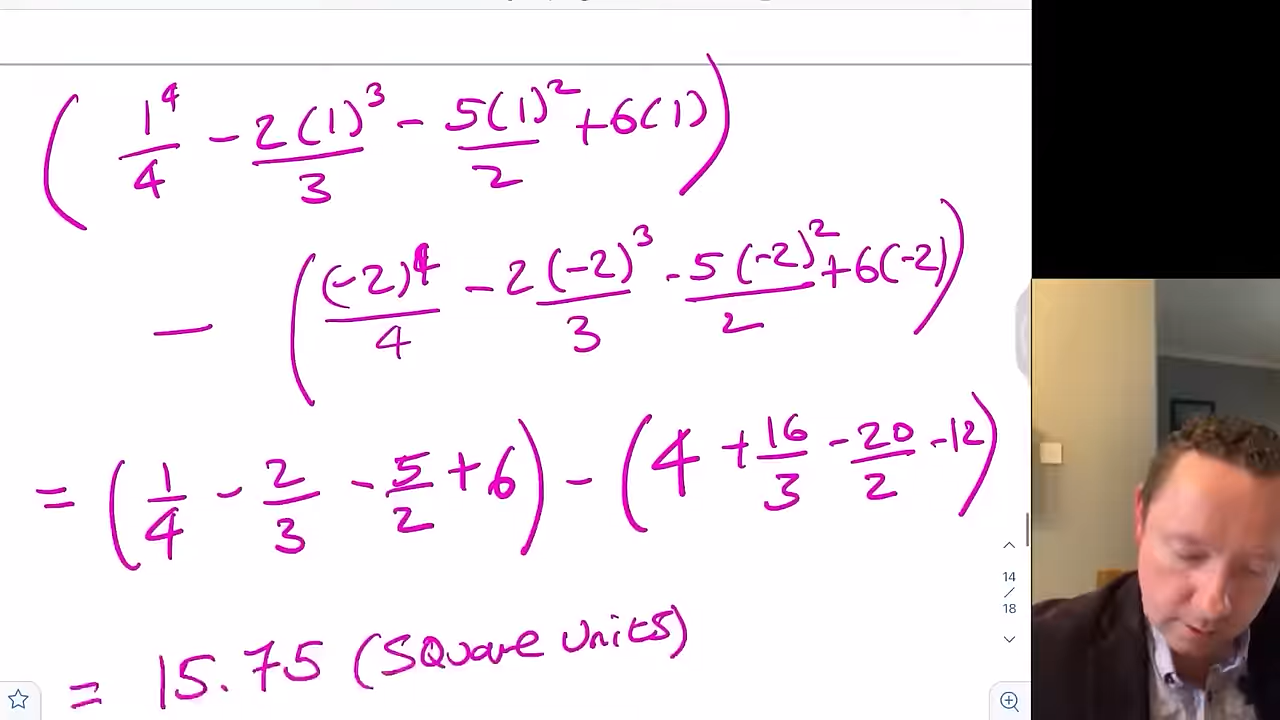 ( 1⁴/4 - 2(1)³/3 - 5(1)²/2 + 6(1) )
- ( (-2)⁴/4 - 2(-2)³/3 - 5(-2)²/2 + 6(-2) )
= ( 1/4 - 2/3 - 5/2 + 6 ) - ( 4 + 16/3 - 20/2 - 12 )
= 15.75 (Square units)
14
/
18